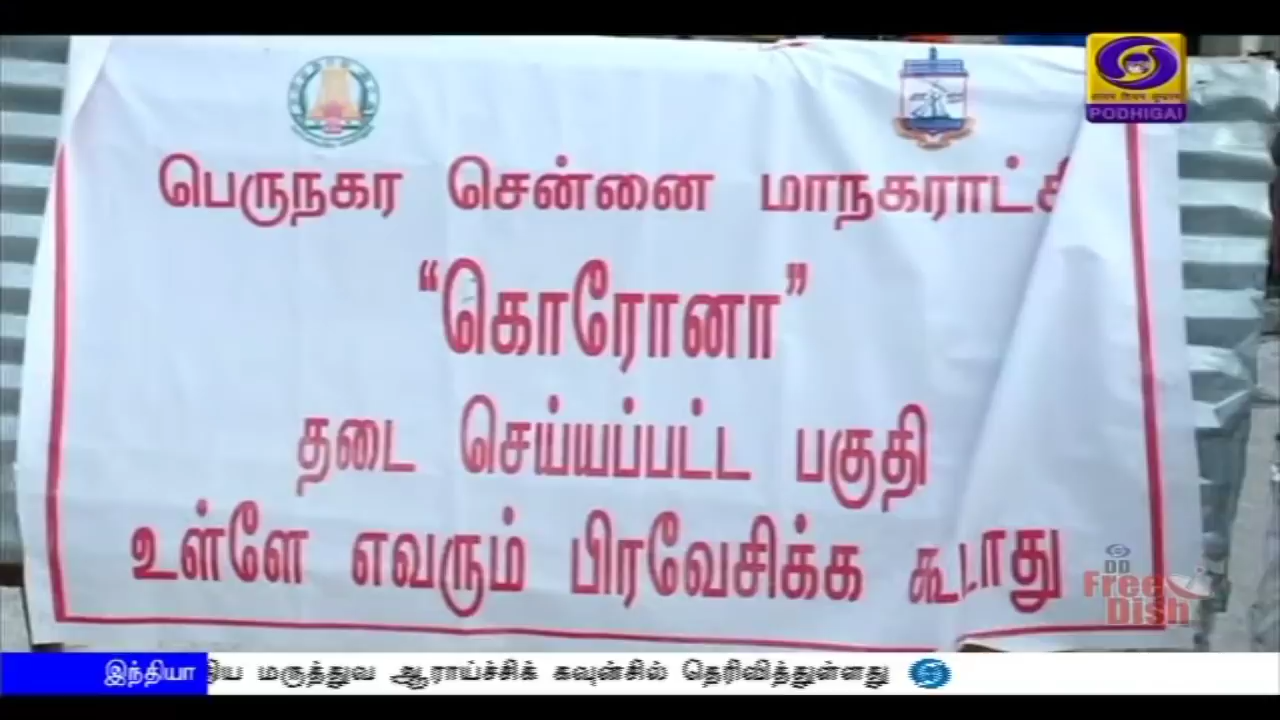 PODHIGAI
பெருநகர சென்னை மாநகராட்சி
“கொரோனா”
தடை செய்யப்பட்ட பகுதி
உள்ளே எவரும் பிரவேசிக்க கூடாது
DD
Free
Dish
இந்தியா
மருத்துவ ஆராய்ச்சிக் கவுன்சில் தெரிவித்துள்ளது